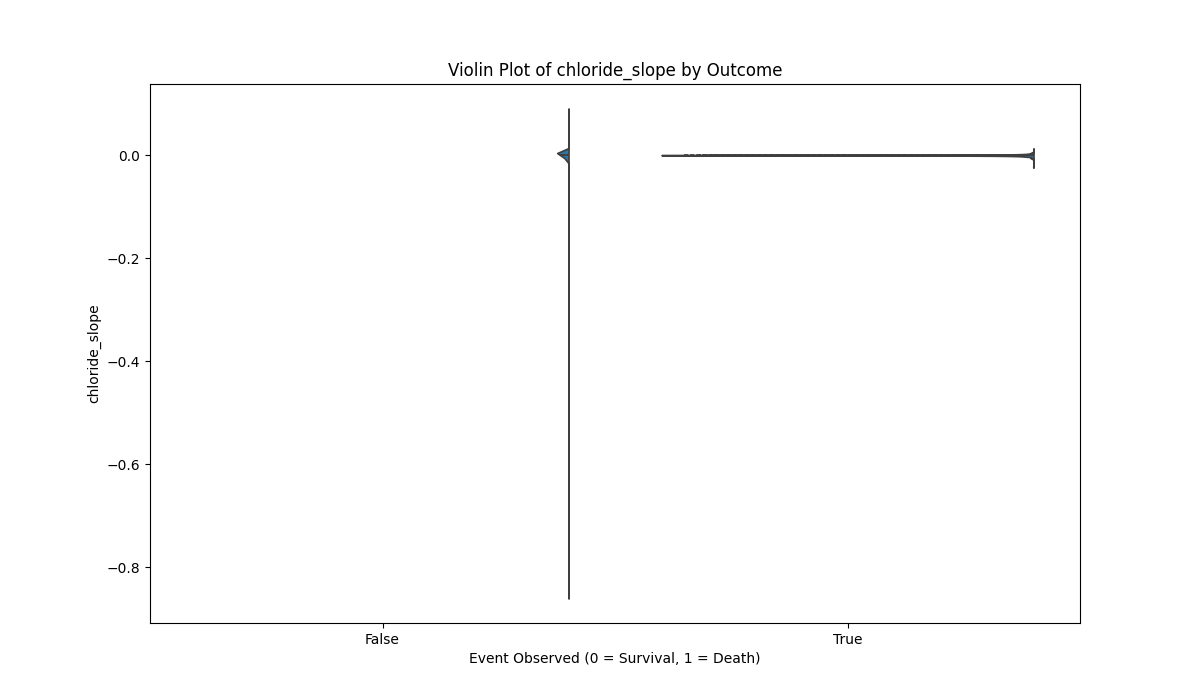 Violin Plot of chloride_slope by Outcome
0.0
−0.2
−0.4
−0.6
−0.8
chloride_slope
False
True
Event Observed (0 = Survival, 1 = Death)